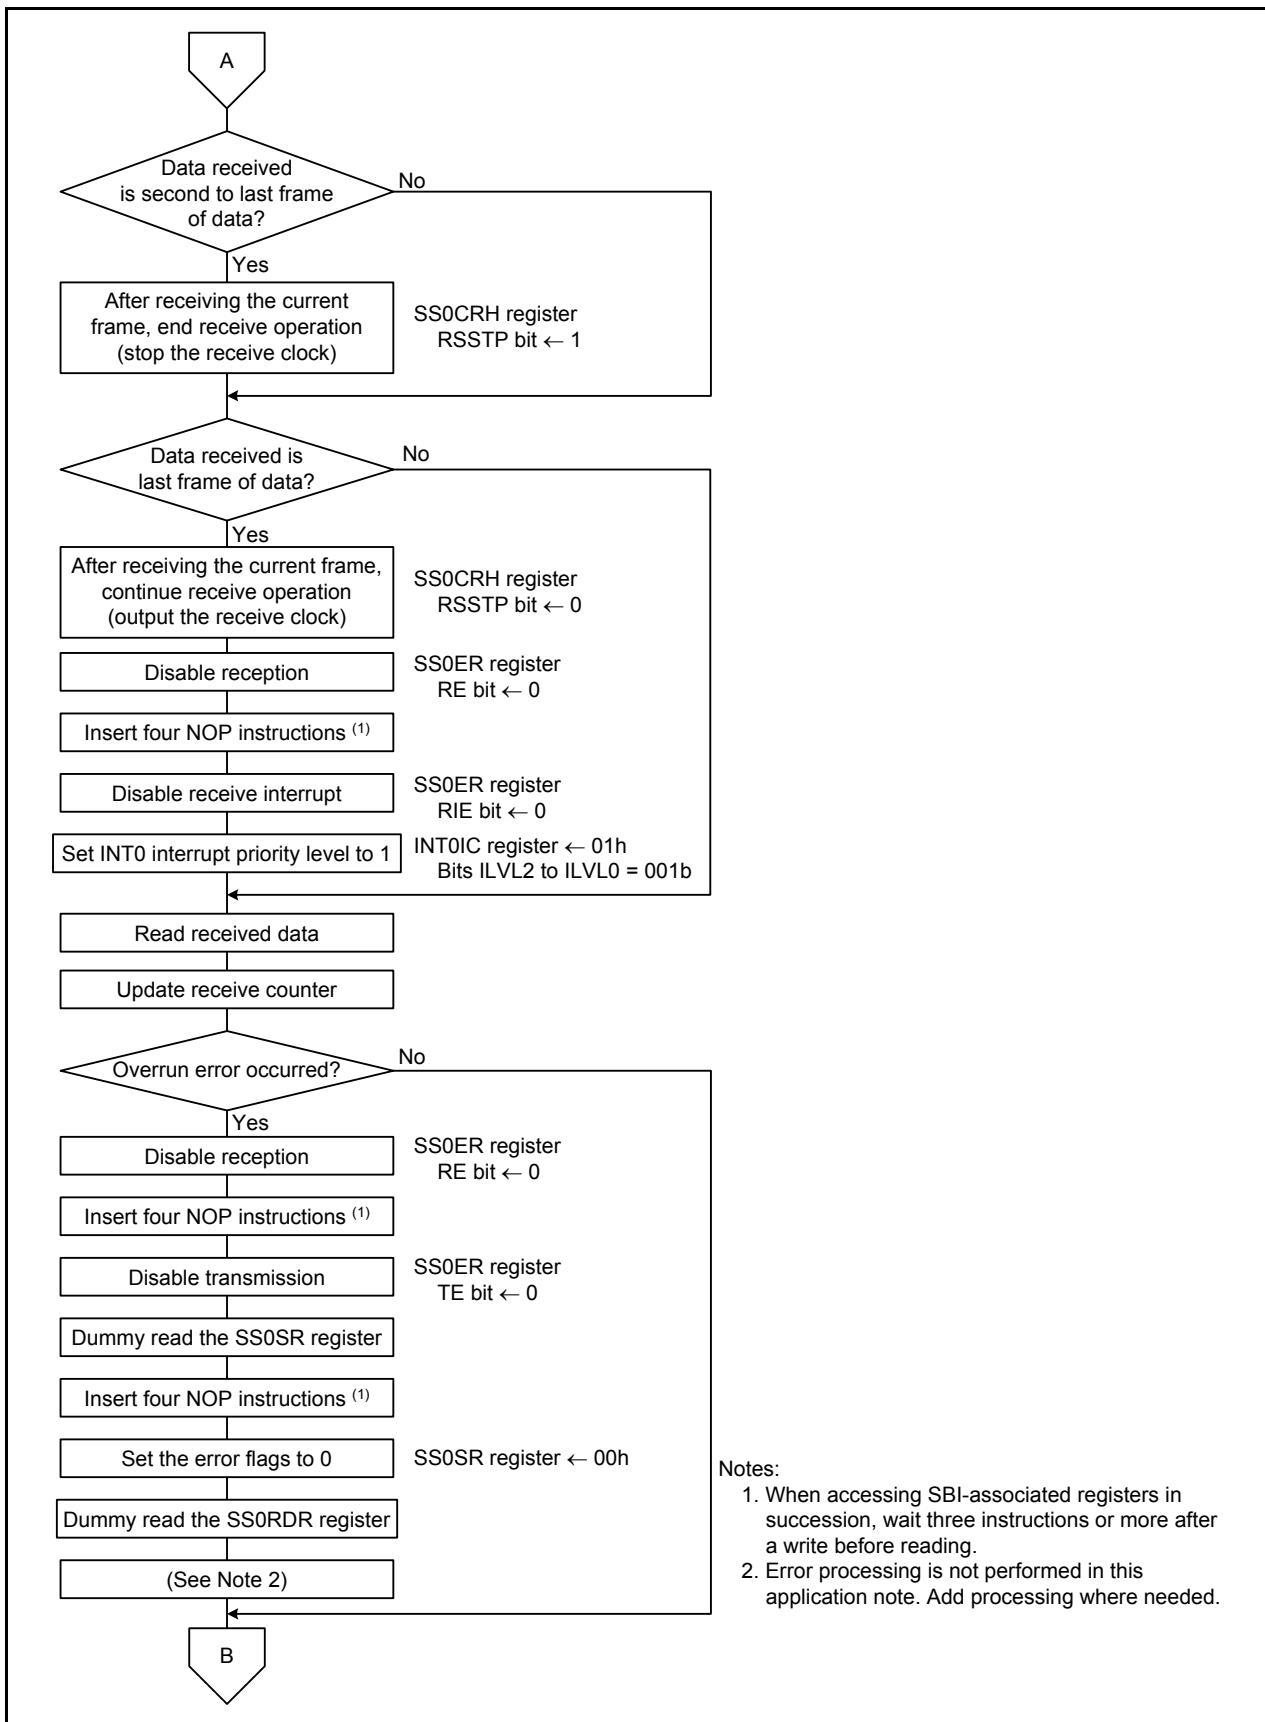 A
Data received
is second to last frame
of data?
No
Yes
After receiving the current
frame, end receive operation
(stop the receive clock)
SS0CRH register
RSSTP bit ← 1
Data received is
last frame of data?
No
Yes
After receiving the current frame,
continue receive operation
(output the receive clock)
SS0CRH register
RSSTP bit ← 0
Disable reception
SS0ER register
RE bit ← 0
Insert four NOP instructions (1)
Disable receive interrupt
SS0ER register
RIE bit ← 0
Set INT0 interrupt priority level to 1
INT0IC register ← 01h
Bits ILVL2 to ILVL0 = 001b
Read received data
Update receive counter
Overrun error occurred?
No
Yes
Disable reception
SS0ER register
RE bit ← 0
Insert four NOP instructions (1)
Disable transmission
SS0ER register
TE bit ← 0
Dummy read the SS0SR register
Insert four NOP instructions (1)
Set the error flags to 0
SS0SR register ← 00h
Dummy read the SS0RDR register
(See Note 2)
B
Notes:
1. When accessing SBI-associated registers in
succession, wait three instructions or more after
a write before reading.
2. Error processing is not performed in this
application note. Add processing where needed.